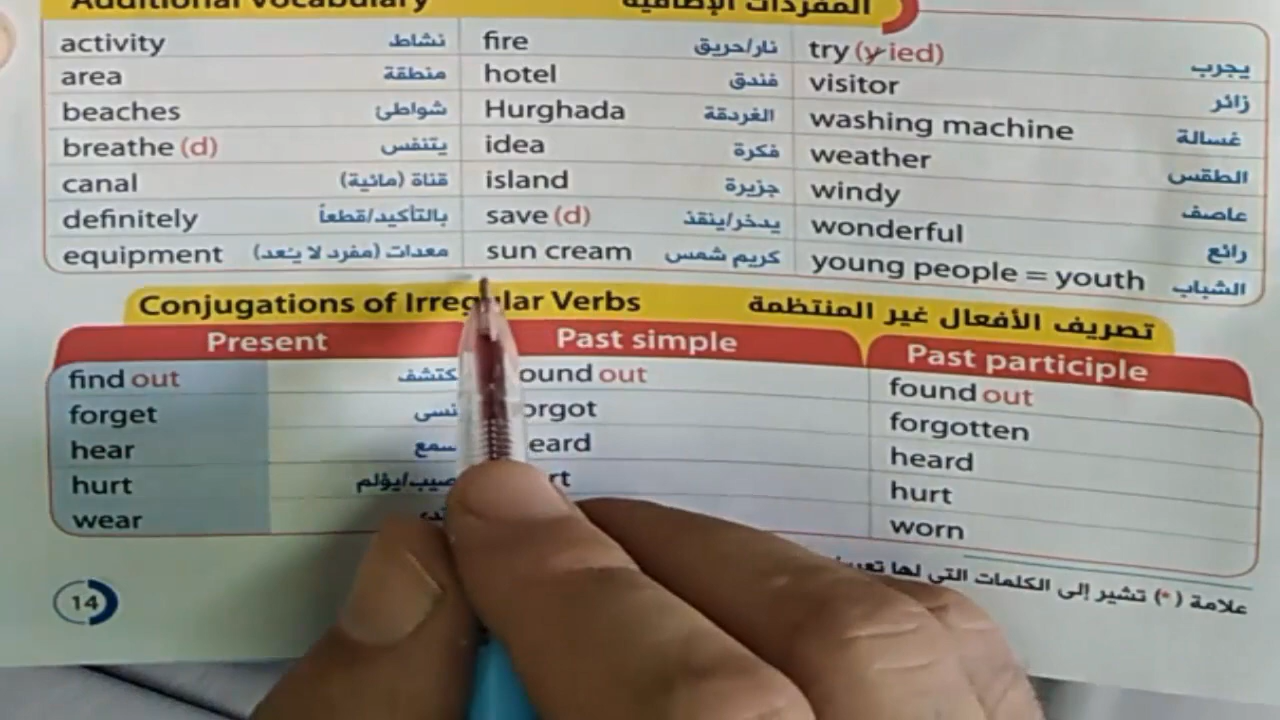 Additional Vocabulary المفردات الإضافية
activity نشاط fire نار/حريق try (y ied) يجرب
area منطقة hotel فندق visitor زائر
beaches شواطئ Hurghada الغردقة washing machine غسالة
breathe (d) يتنفس idea فكرة weather الطقس
canal قناة (مائية) island جزيرة windy عاصف
definitely بالتأكيد/قطعاً save (d) يدخر/ينقذ wonderful رائع
equipment معدات (مفرد لا يُعد) sun cream كريم شمس young people = youth الشباب
Conjugations of Irregular Verbs تصريف الأفعال غير المنتظمة
Present Past simple Past participle
find out out found out
forget forgotten
hear heard
hurt hurt
wear worn
علامة (*) تشير إلى الكلمات التي لها
14